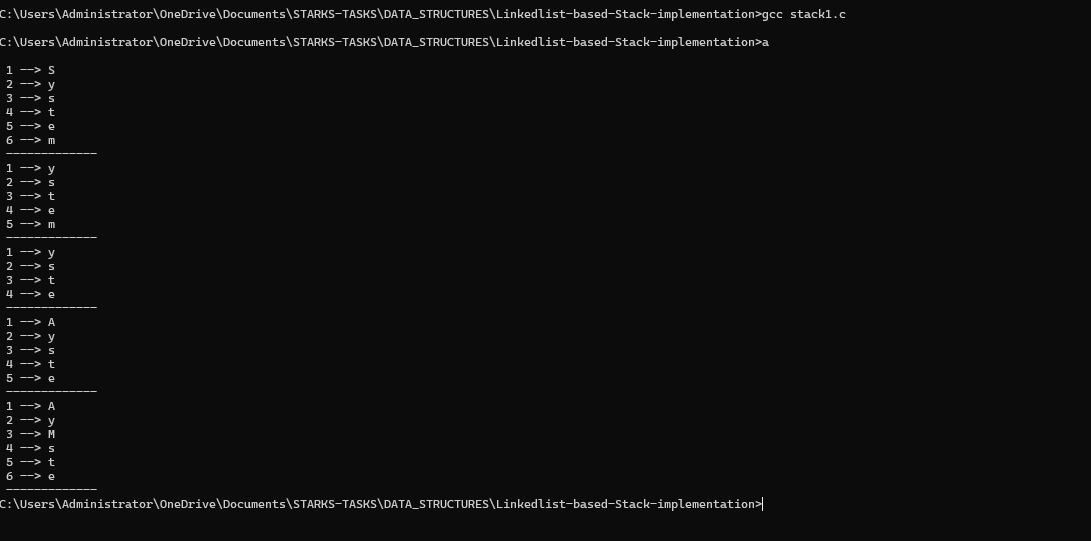 C:\Users\Administrator\OneDrive\Documents\STARKS-TASKS\DATA_STRUCTURES\Linkedlist-based-Stack-implementation>gcc stack1.c
C:\Users\Administrator\OneDrive\Documents\STARKS-TASKS\DATA_STRUCTURES\Linkedlist-based-Stack-implementation>a
1 --> S
2 --> y
3 --> s
4 --> t
5 --> e
6 --> m
-------------
1 --> y
2 --> s
3 --> t
4 --> e
5 --> m
-------------
1 --> y
2 --> s
3 --> t
4 --> e
-------------
1 --> A
2 --> y
3 --> s
4 --> t
5 --> e
-------------
1 --> A
2 --> y
3 --> M
4 --> s
5 --> t
6 --> e
-------------
C:\Users\Administrator\OneDrive\Documents\STARKS-TASKS\DATA_STRUCTURES\Linkedlist-based-Stack-implementation>